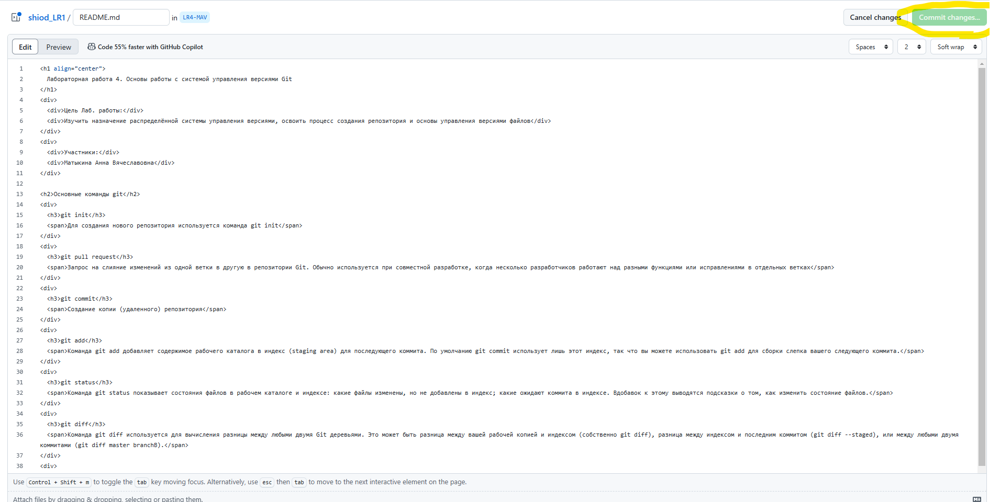 shiod_LR1 / README.md in LR4-MAV Cancel changes Commit changes...
Edit Preview Code 55% faster with GitHub Copilot Spaces 2 Soft wrap
1 <h1 align="center">
2 Лабораторная работа 4. Основы работы с системой управления версиями Git
3 </h1>
4 <div>
5 <div>Цель Лаб. работы:</div>
6 <div>Изучить назначение распределённой системы управления версиями, освоить процесс создания репозитория и основы управления версиями файлов</div>
7 </div>
8 <div>
9 <div>Участники:</div>
10 <div>Матыкина Анна Вячеславовна</div>
11 </div>
12
13 <h2>Основные команды git</h2>
14 <div>
15 <h3>git init</h3>
16 <span>Для создания нового репозитория используется команда git init</span>
17 </div>
18 <div>
19 <h3>git pull request</h3>
20 <span>Запрос на слияние изменений из одной ветки в другую в репозитории Git. Обычно используется при совместной разработке, когда несколько разработчиков работают над разными функциями или исправлениями в отдельных ветках</span>
21 </div>
22 <div>
23 <h3>git commit</h3>
24 <span>Создание копии (удаленного) репозитория</span>
25 </div>
26 <div>
27 <h3>git add</h3>
28 <span>Команда git add добавляет содержимое рабочего каталога в индекс (staging area) для последующего коммита. По умолчанию git commit использует лишь этот индекс, так что вы можете использовать git add для сборки слепка вашего следующего коммита.</span>
29 </div>
30 <div>
31 <h3>git status</h3>
32 <span>Команда git status показывает состояния файлов в рабочем каталоге и индексе: какие файлы изменены, но не добавлены в индекс; какие ожидают коммита в индексе. Вдобавок к этому выводятся подсказки о том, как изменить состояние файлов.</span>
33 </div>
34 <div>
35 <h3>git diff</h3>
36 <span>Команда git diff используется для вычисления разницы между любыми двумя Git деревьями. Это может быть разница между вашей рабочей копией и индексом (собственно git diff), разница между индексом и последним коммитом (git diff --staged), или между любыми двумя
коммитами (git diff master branchB).</span>
37 </div>
38 <div>
Use Control + Shift + m to toggle the tab key moving focus. Alternatively, use esc then tab to move to the next interactive element on the page.
Attach files by dragging & dropping, selecting or pasting them.